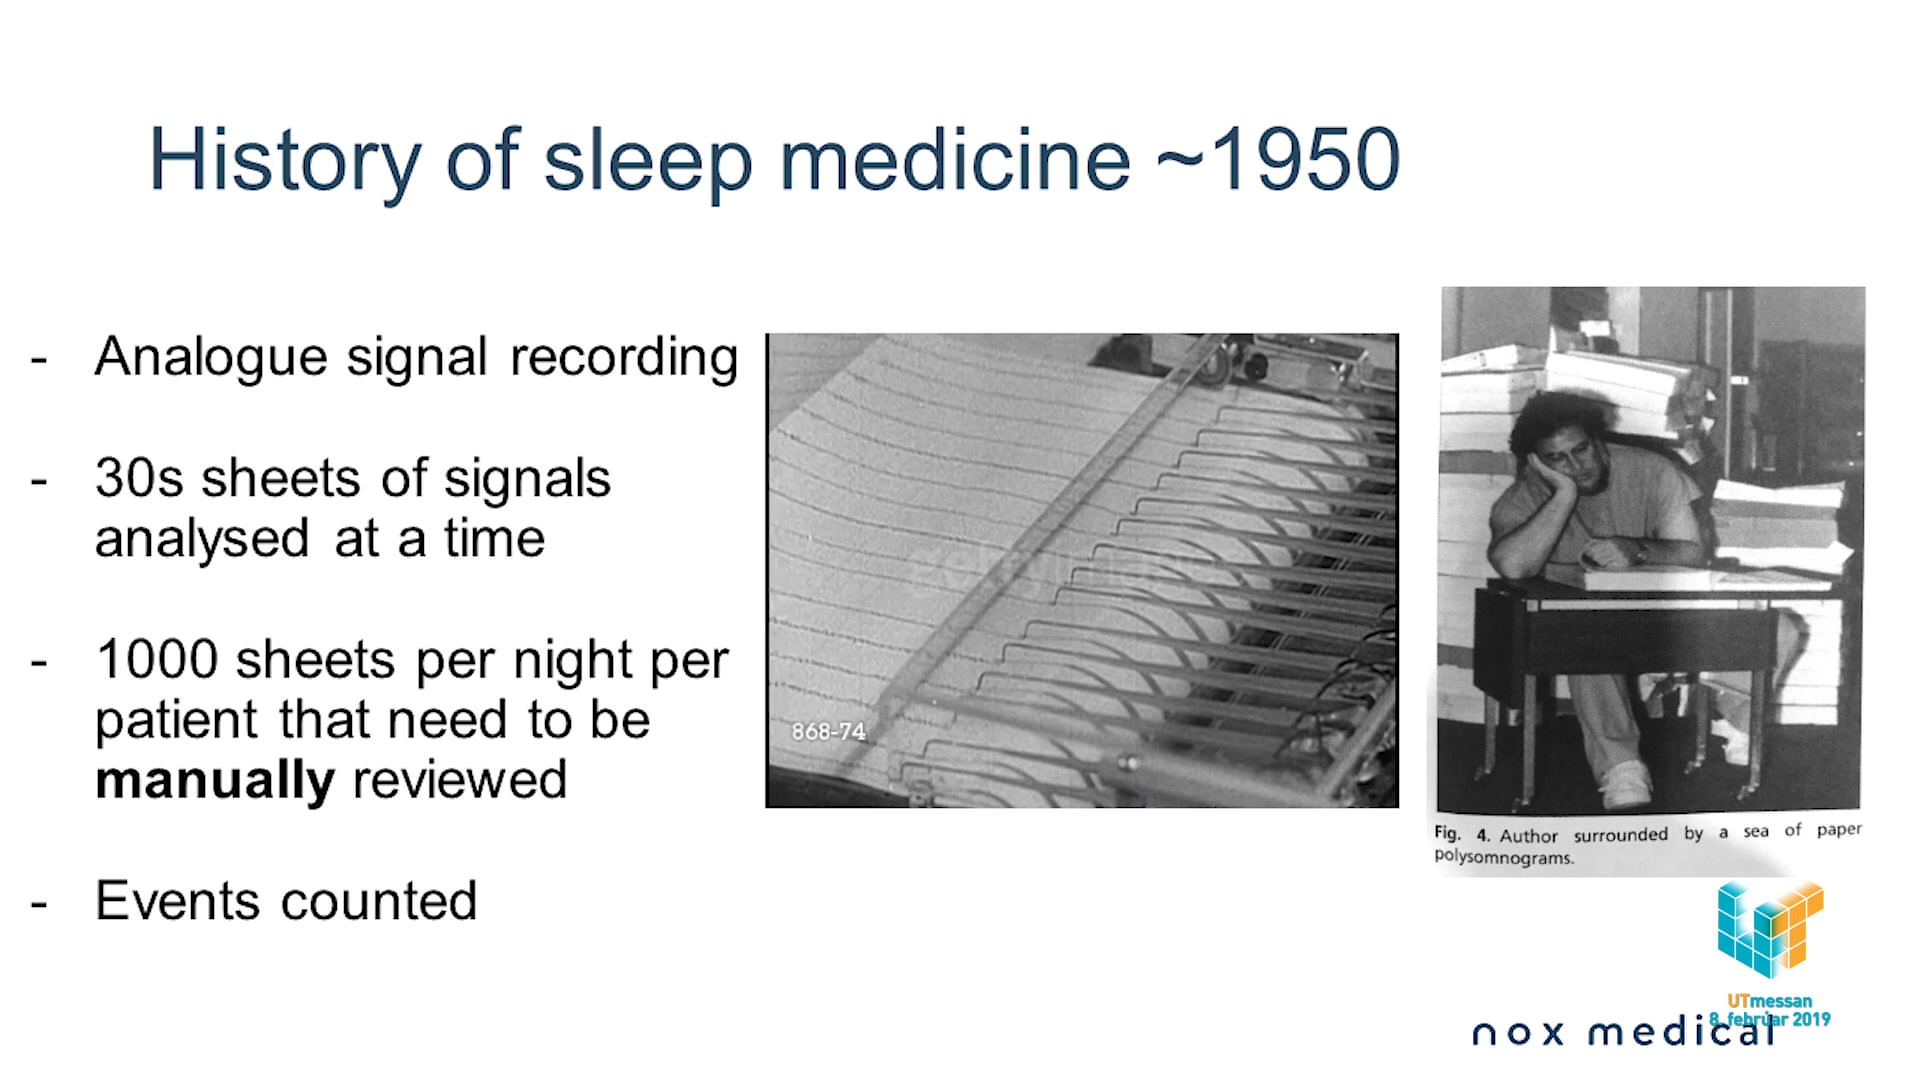 History of sleep medicine ~1950
- Analogue signal recording
- 30s sheets of signals
analysed at a time
- 1000 sheets per night per
patient that need to be
manually reviewed
- Events counted
868-74
Fig. 4. Author surrounded by a sea of paper
polysomnograms.
UTmessan
8. febrúar 2019
nox medical